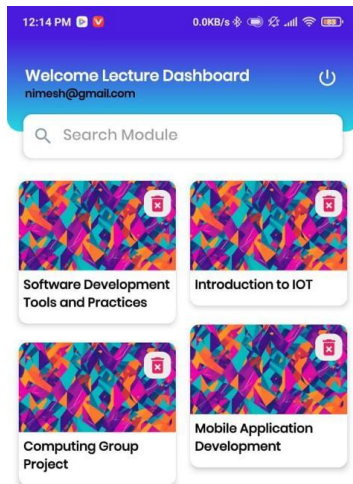 12:14 PM 0.0KB/s 83
Welcome Lecture Dashboard
nimesh@gmail.com
Search Module
Software Development
Tools and Practices
Introduction to IOT
Computing Group
Project
Mobile Application
Development